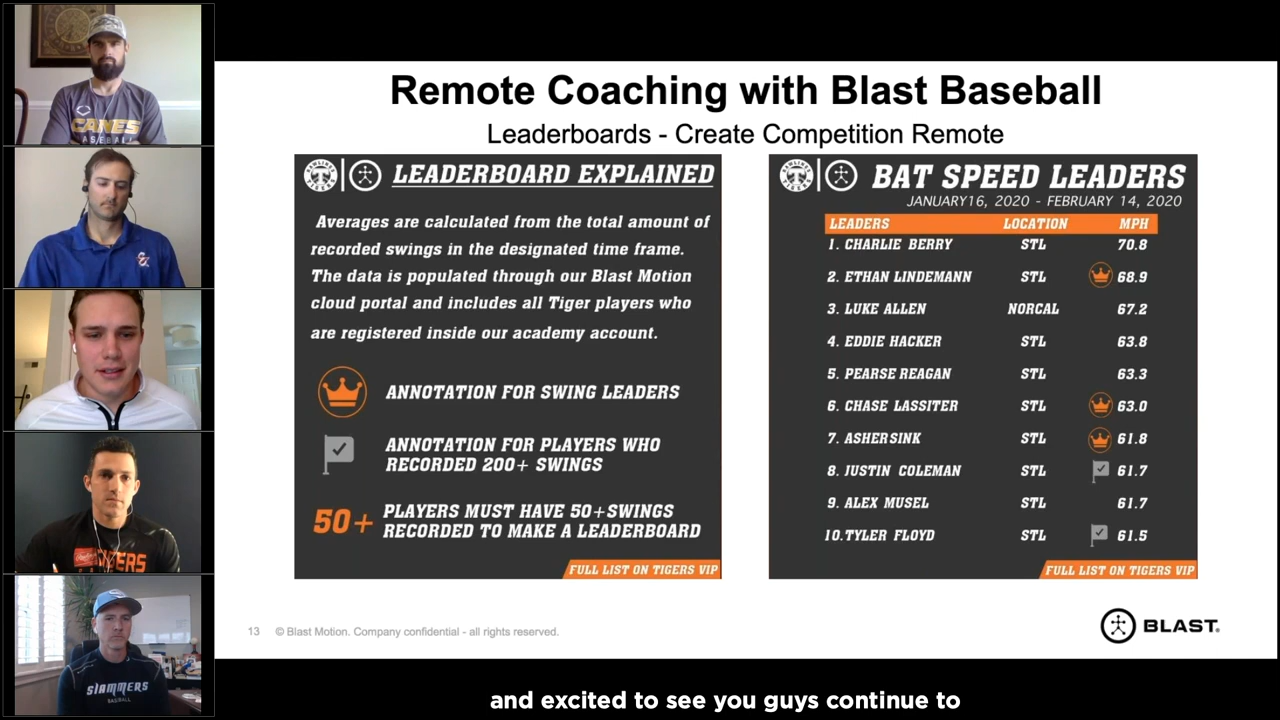 Remote Coaching with Blast Baseball
Leaderboards - Create Competition Remote
LEADERBOARD EXPLAINED
Averages are calculated from the total amount of
recorded swings in the designated time frame.
The data is populated through our Blast Motion
cloud portal and includes all Tiger players who
are registered inside our academy account.
ANNOTATION FOR SWING LEADERS
ANNOTATION FOR PLAYERS WHO
RECORDED 200+ SWINGS
50+
PLAYERS MUST HAVE 50+SWINGS
RECORDED TO MAKE A LEADERBOARD
FULL LIST ON TIGERS VIP
BAT SPEED LEADERS
JANUARY16, 2020 - FEBRUARY 14, 2020
LEADERS LOCATION MPH
1. CHARLIE BERRY STL 70.8
2. ETHAN LINDEMANN STL 68.9
3. LUKE ALLEN NORCAL 67.2
4. EDDIE HACKER STL 63.8
5. PEARSE REAGAN STL 63.3
6. CHASE LASSITER STL 63.0
7. ASHERSINK STL 61.8
8. JUSTIN COLEMAN STL 61.7
9. ALEX MUSEL STL 61.7
10.TYLER FLOYD STL 61.5
FULL LIST ON TIGERS VIP
13 © Blast Motion. Company confidential - all rights reserved.
BLAST.
CANES
BASEBALL
SLAMMERS
BASEBALL
and excited to see you guys continue to